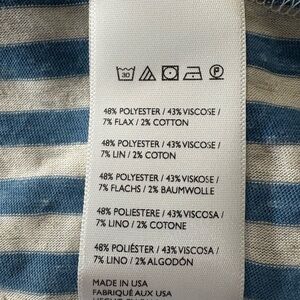 30
P
48% POLYESTER / 43% VISCOSE /
7% FLAX / 2% COTTON
48% POLYESTER / 43% VISCOSE /
7% LIN / 2% COTON
48% POLYESTER / 43% VISKOSE /
7% FLACHS / 2% BAUMWOLLE
48% POLIESTERE / 43% VISCOSA /
7% LINO / 2% COTONE
48% POLIÉSTER / 43% VISCOSA /
7% LINO / 2% ALGODÓN
MADE IN USA
FABRIQUÉ AUX USA